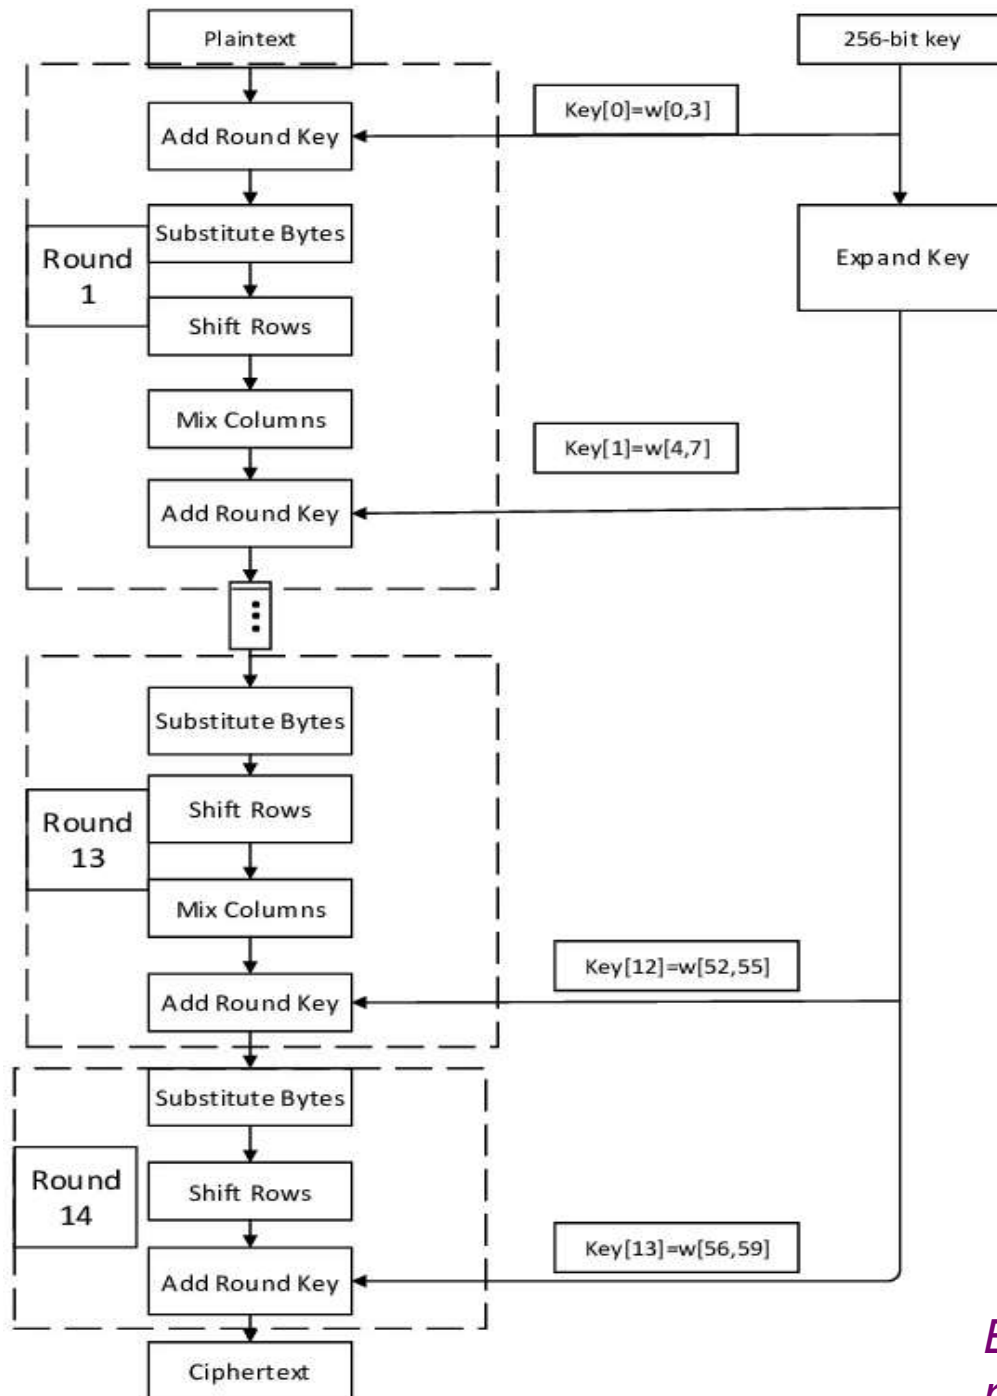 Plaintext
256-bit key
Key[0]=w[0,3]
Add Round Key
Substitute Bytes
Round
1
Expand Key
Shift Rows
Mix Columns
Key[1]=w[4,7]
Add Round Key
Substitute Bytes
Shift Rows
Round
13
Mix Columns
Key[12]=w[52,55]
Add Round Key
Substitute Bytes
Round
14
Shift Rows
Key[13]=w[56,59]
Add Round Key
Ciphertext